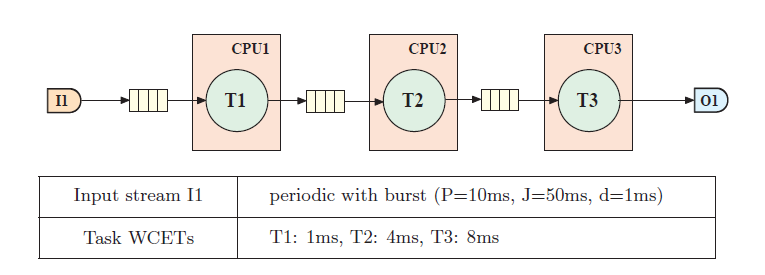 CPU1 CPU2 CPU3
I1 T1 T2 T3 O1
Input stream I1 periodic with burst (P=10ms, J=50ms, d=1ms)
Task WCETs T1: 1ms, T2: 4ms, T3: 8ms